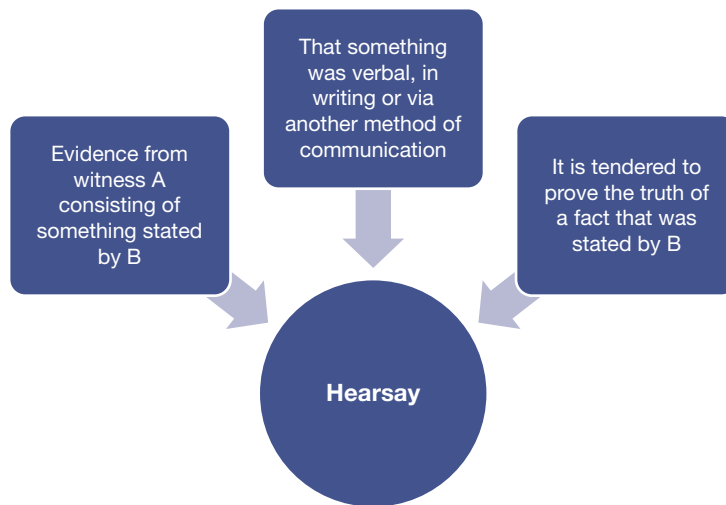 Evidence from
witness A
consisting of
something stated
by B
That something
was verbal, in
writing or via
another method of
communication
It is tendered to
prove the truth of
a fact that was
stated by B
Hearsay